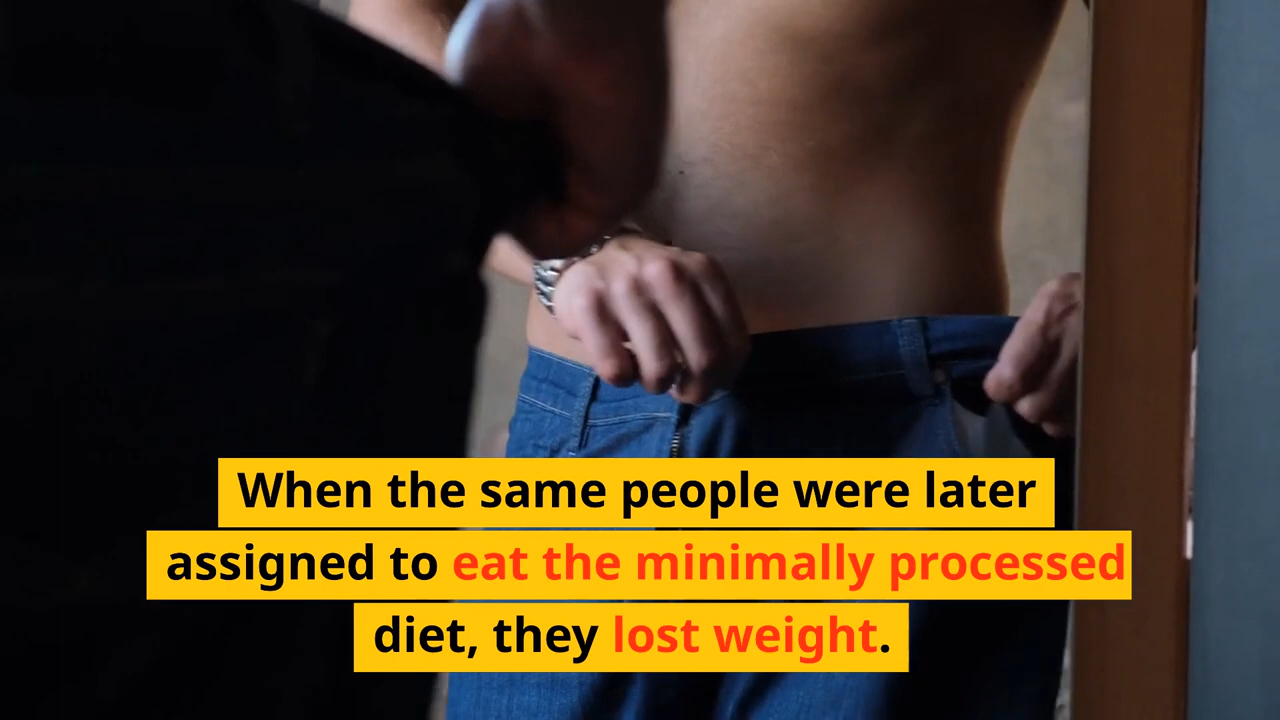 When the same people were later
assigned to eat the minimally processed
diet, they lost weight.